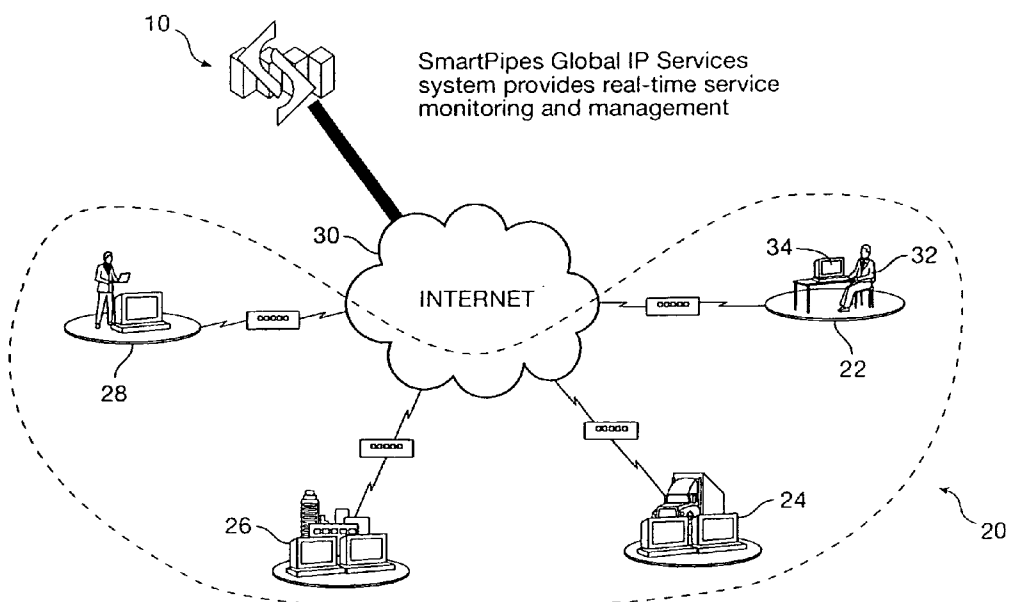 10
SmartPipes Global IP Services
system provides real-time service
monitoring and management
30
34
32
INTERNET
28
22
26
24
20